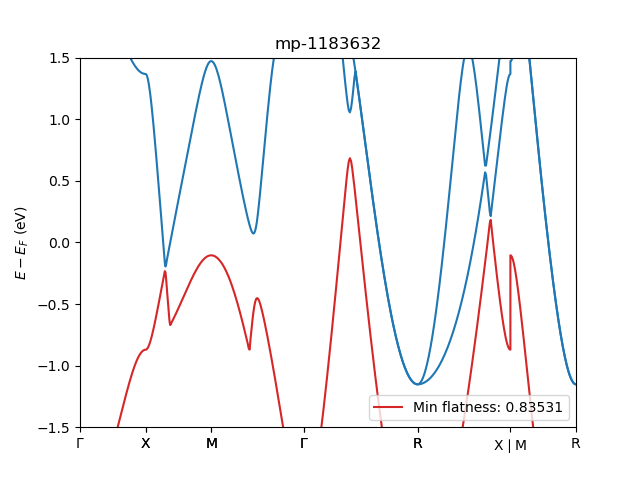 mp-1183632
1.5
1.0
0.5
0.0
−0.5
−1.0
−1.5
E − E_F (eV)
Min flatness: 0.83531
Γ X M Γ R X | M R